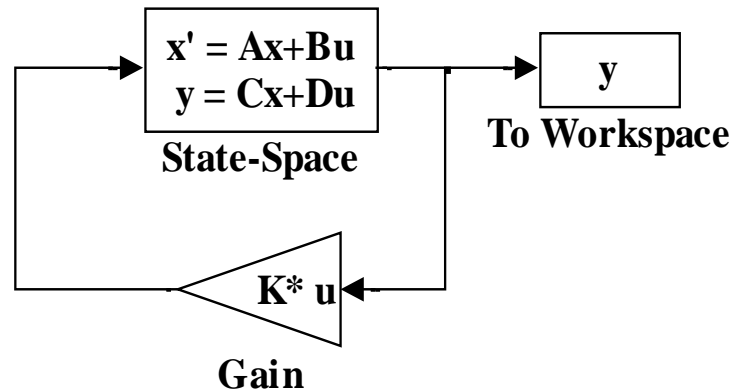 x' = Ax+Bu
y = Cx+Du
State-Space
y
To Workspace
K* u
Gain